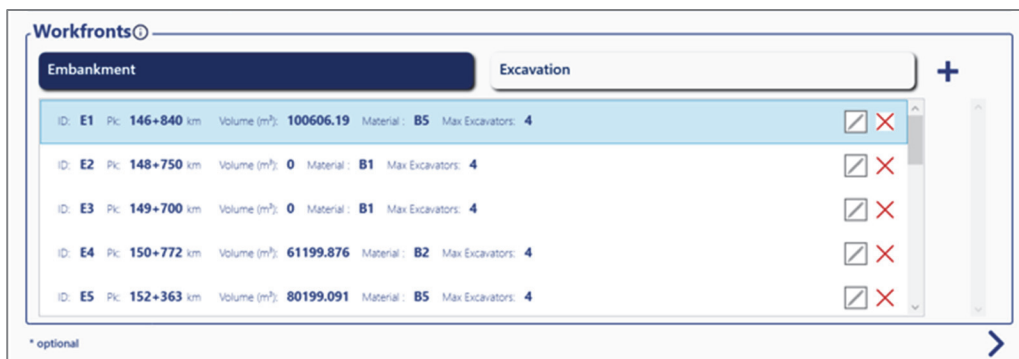 Workfronts
Embankment Excavation
ID: E1 Pk: 146+840 km Volume (m³): 100606.19 Material : B5 Max Excavators: 4
ID: E2 Pk: 148+750 km Volume (m³): 0 Material : B1 Max Excavators: 4
ID: E3 Pk: 149+700 km Volume (m³): 0 Material : B1 Max Excavators: 4
ID: E4 Pk: 150+772 km Volume (m³): 61199.876 Material : B2 Max Excavators: 4
ID: E5 Pk: 152+363 km Volume (m³): 80199.091 Material : B5 Max Excavators: 4
* optional